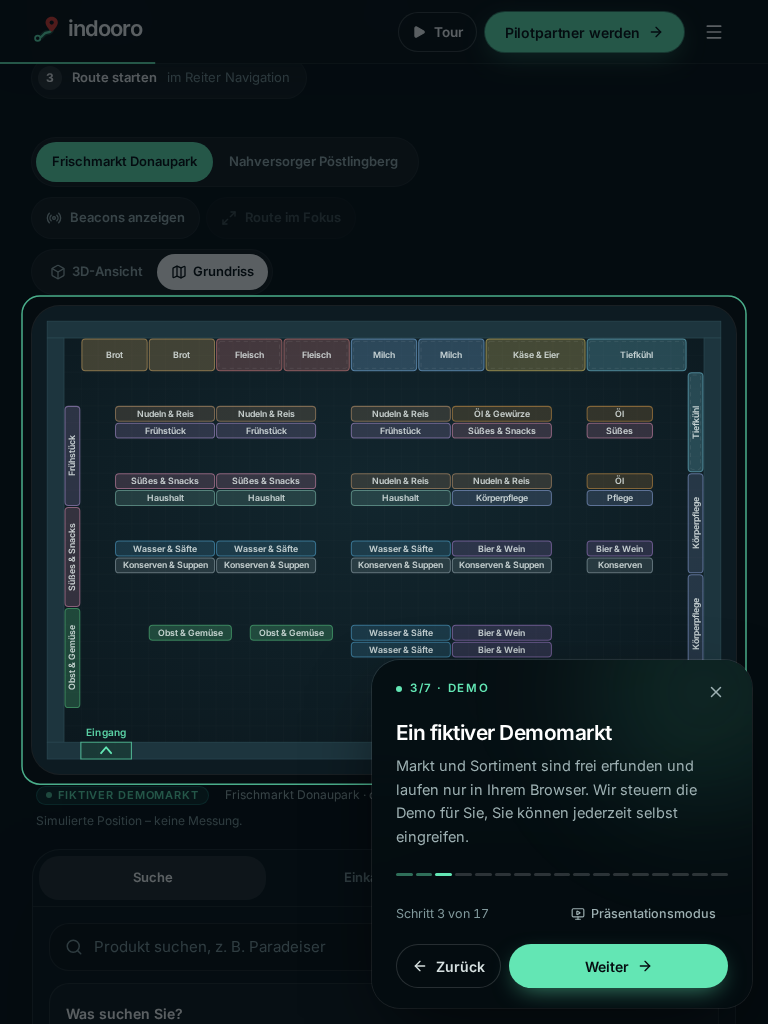 indooro
Tour
Pilotpartner werden
3 Route starten im Reiter Navigation
Frischmarkt Donaupark
Nahversorger Pöstlingberg
Beacons anzeigen
Route im Fokus
3D-Ansicht
Grundriss
Brot Brot Fleisch Fleisch Milch Milch Käse & Eier Tiefkühl
Tiefkühl
Körperpflege
Körperpflege
Frühstück
Süßes & Snacks
Obst & Gemüse
Nudeln & Reis Nudeln & Reis Nudeln & Reis Öl & Gewürze Öl
Frühstück Frühstück Frühstück Süßes & Snacks Süßes
Süßes & Snacks Süßes & Snacks Nudeln & Reis Nudeln & Reis Öl
Haushalt Haushalt Haushalt Körperpflege Pflege
Wasser & Säfte Wasser & Säfte Wasser & Säfte Bier & Wein Bier & Wein
Konserven & Suppen Konserven & Suppen Konserven & Suppen Konserven & Suppen Konserven
Obst & Gemüse Obst & Gemüse Wasser & Säfte Bier & Wein
Wasser & Säfte Bier & Wein
Eingang
FIKTIVER DEMOMARKT Frischmarkt Donaupark ·
Simulierte Position – keine Messung.
Suche
Produkt suchen, z. B. Paradeiser
Was suchen Sie?
3/7 · DEMO
Ein fiktiver Demomarkt
Markt und Sortiment sind frei erfunden und
laufen nur in Ihrem Browser. Wir steuern die
Demo für Sie, Sie können jederzeit selbst
eingreifen.
Schritt 3 von 17
Präsentationsmodus
Zurück
Weiter